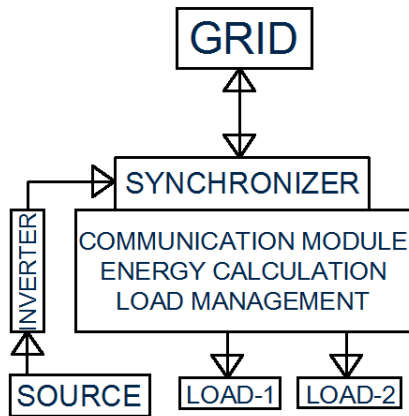 GRID
SYNCHRONIZER
INVERTER
COMMUNICATION MODULE
ENERGY CALCULATION
LOAD MANAGEMENT
SOURCE
LOAD-1
LOAD-2